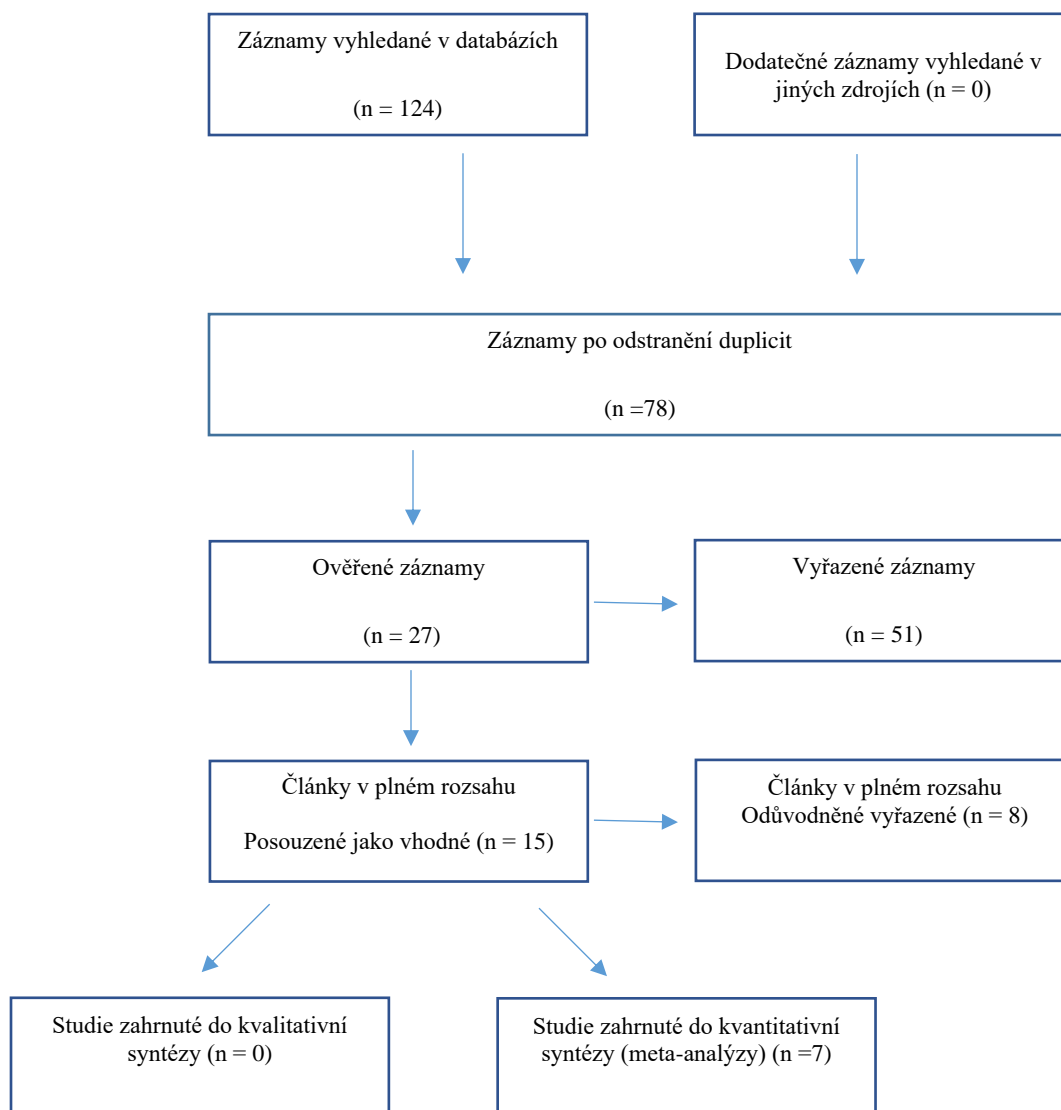 Záznamy vyhledané v databázích
(n = 124)
Dodatečné záznamy vyhledané v
jiných zdrojích (n = 0)
Záznamy po odstranění duplicit
(n =78)
Ověřené záznamy
(n = 27)
Vyřazené záznamy
(n = 51)
Články v plném rozsahu
Posouzené jako vhodné (n = 15)
Články v plném rozsahu
Odůvodněné vyřazené (n = 8)
Studie zahrnuté do kvalitativní
syntézy (n = 0)
Studie zahrnuté do kvantitativní
syntézy (meta-analýzy) (n =7)